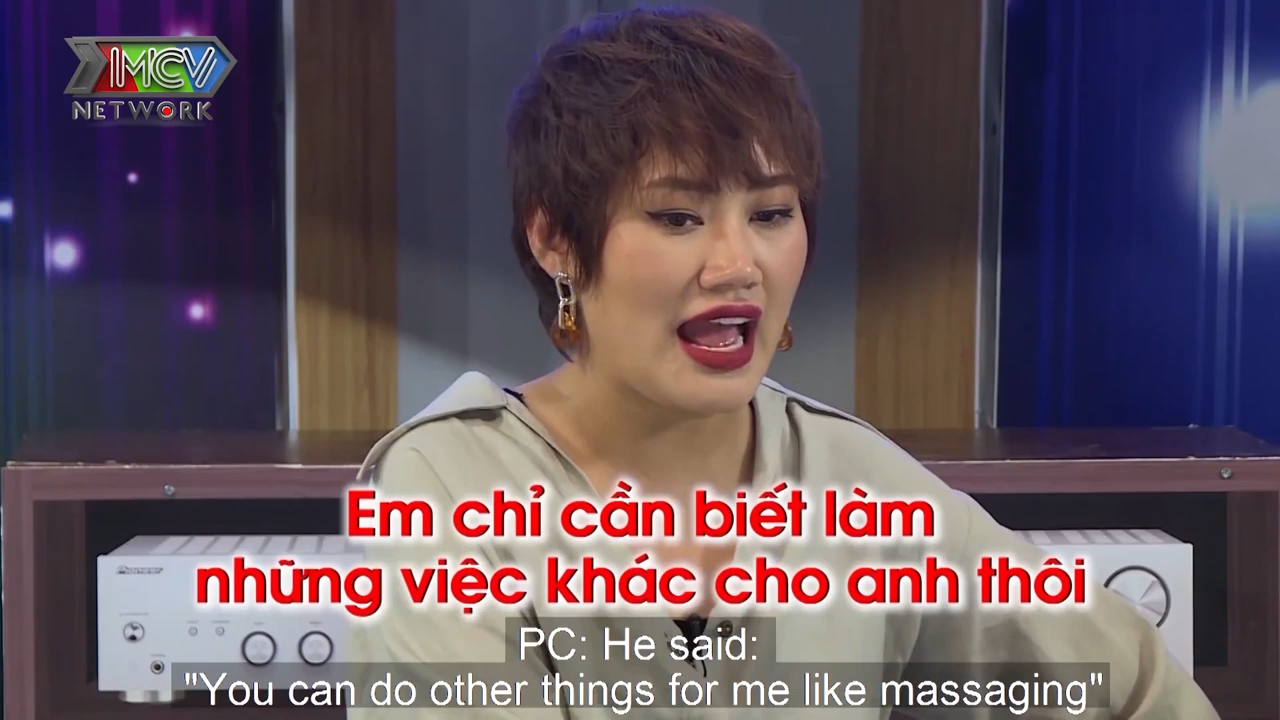 MCV
NETWORK
Em chỉ cần biết làm
những việc khác cho anh thôi
PC: He said:
"You can do other things for me like massaging"
Pioneer